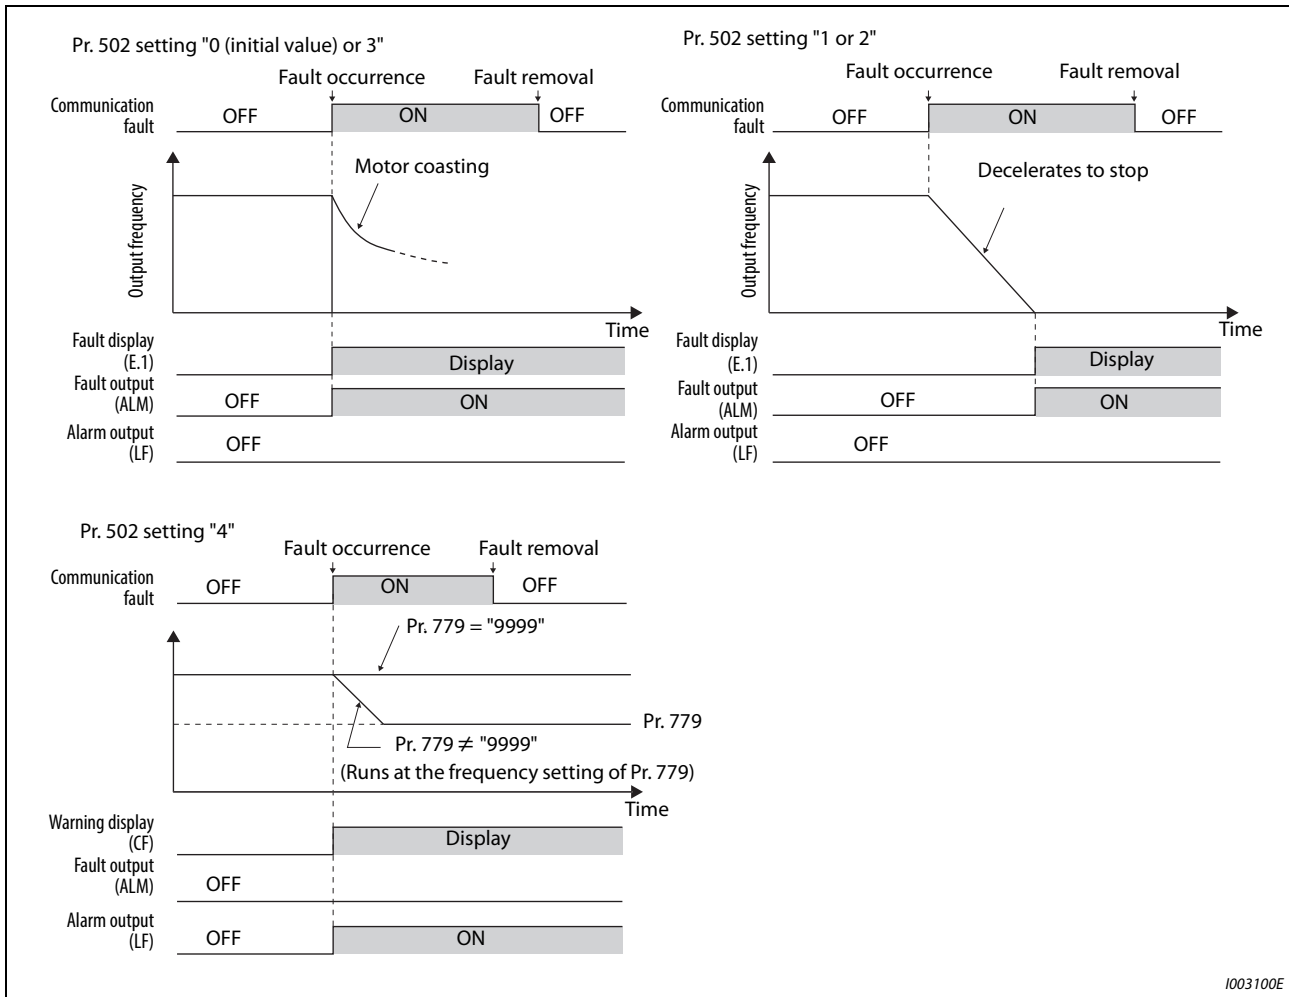 Pr. 502 setting "0 (initial value) or 3"
Fault occurrence
Fault removal
Communication
fault
OFF
ON
OFF
Motor coasting
Output frequency
Time
Fault display
(E.1)
Display
Fault output
(ALM)
OFF
ON
Alarm output
(LF)
OFF
Pr. 502 setting "1 or 2"
Fault occurrence
Fault removal
Communication
fault
OFF
ON
OFF
Decelerates to stop
Output frequency
Time
Fault display
(E.1)
Display
Fault output
(ALM)
OFF
ON
Alarm output
(LF)
OFF
Pr. 502 setting "4"
Fault occurrence
Fault removal
Communication
fault
OFF
ON
OFF
Pr. 779 = "9999"
Pr. 779
Pr. 779 ≠ "9999"
(Runs at the frequency setting of Pr. 779)
Time
Warning display
(CF)
Display
Fault output
(ALM)
OFF
Alarm output
(LF)
OFF
ON
I003100E